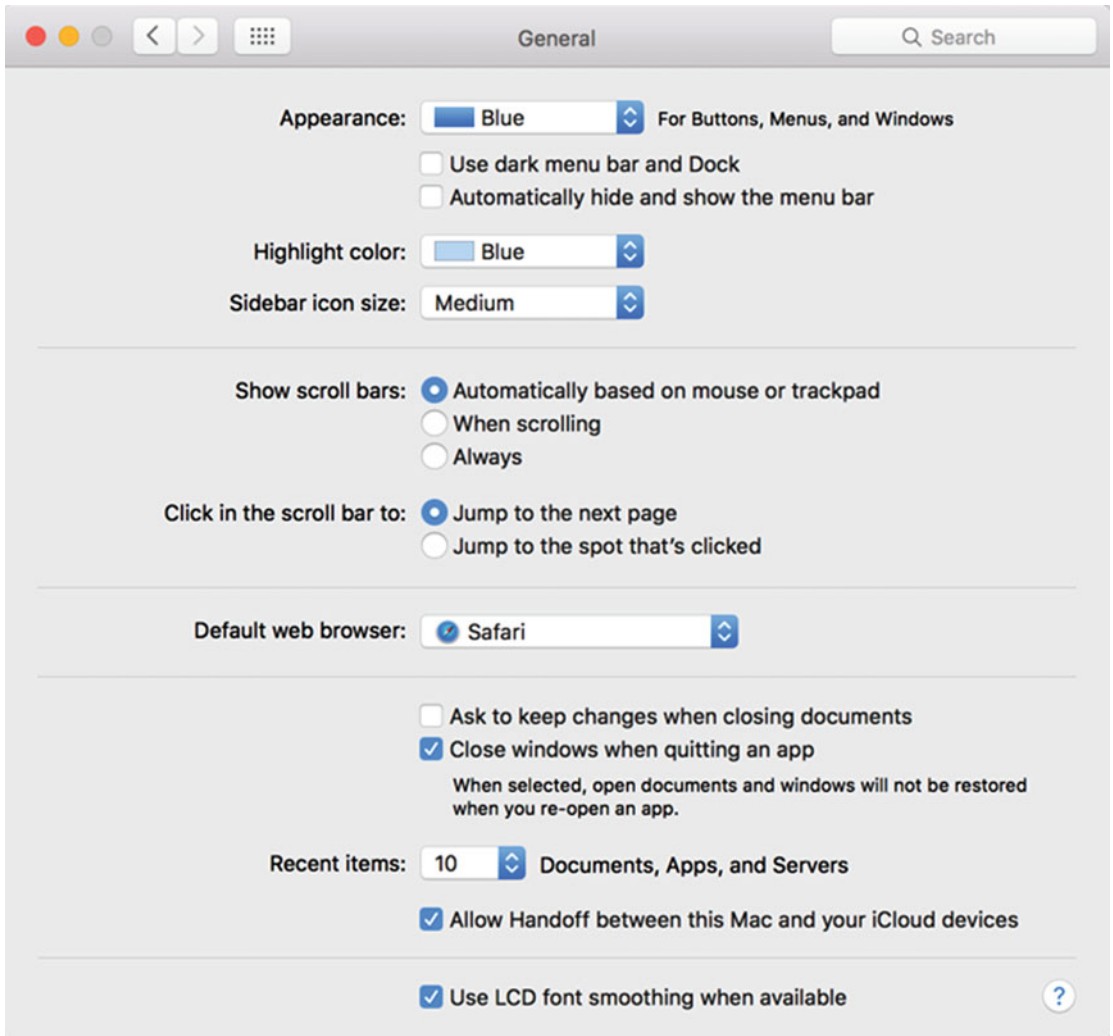 General
Search
Appearance: Blue For Buttons, Menus, and Windows
Use dark menu bar and Dock
Automatically hide and show the menu bar
Highlight color: Blue
Sidebar icon size: Medium
Show scroll bars: Automatically based on mouse or trackpad
When scrolling
Always
Click in the scroll bar to: Jump to the next page
Jump to the spot that's clicked
Default web browser: Safari
Ask to keep changes when closing documents
Close windows when quitting an app
When selected, open documents and windows will not be restored
when you re-open an app.
Recent items: 10 Documents, Apps, and Servers
Allow Handoff between this Mac and your iCloud devices
Use LCD font smoothing when available
?